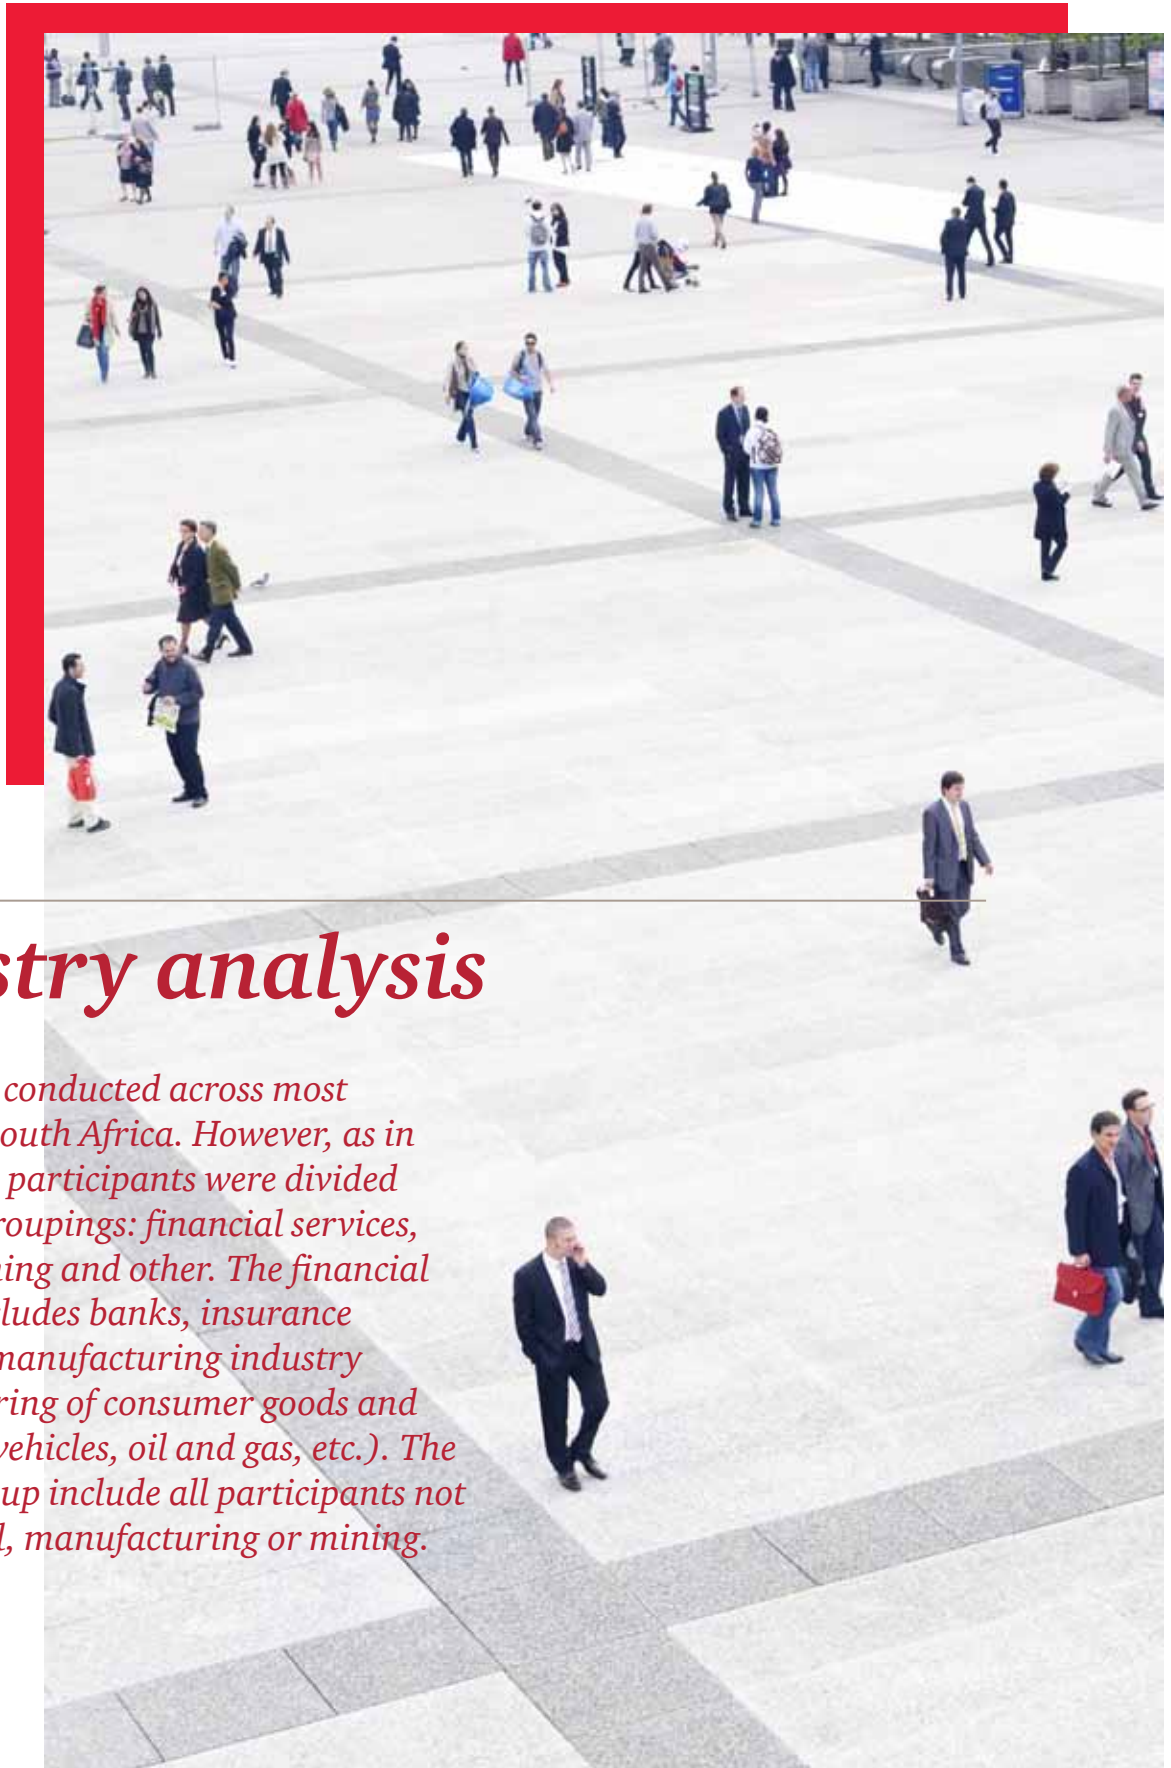 stry analysis
conducted across most
outh Africa. However, as in
participants were divided
roupings: financial services,
ning and other. The financial
ludes banks, insurance
manufacturing industry
ring of consumer goods and
vehicles, oil and gas, etc.). The
up include all participants not
l, manufacturing or mining.